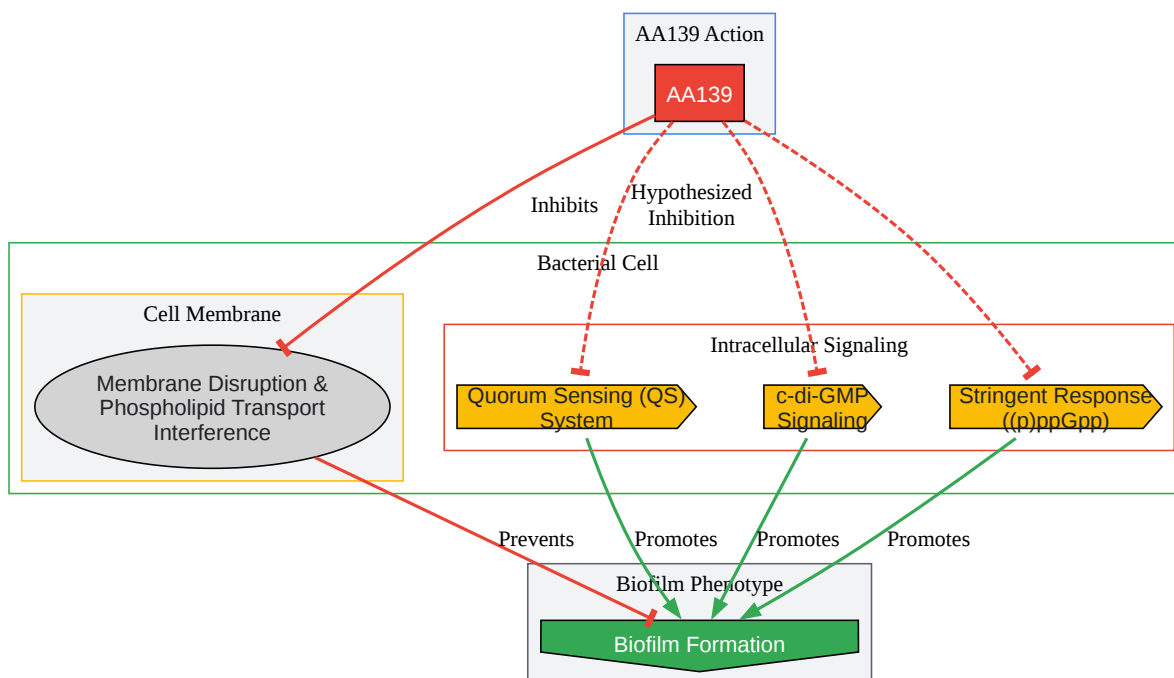 AA139 Action
AA139
Inhibits
Hypothesized
Inhibition
Bacterial Cell
Cell Membrane
Membrane Disruption &
Phospholipid Transport
Interference
Intracellular Signaling
Quorum Sensing (QS)
System
c-di-GMP
Signaling
Stringent Response
((p)ppGpp)
Prevents
Promotes
Promotes
Promotes
Biofilm Phenotype
Biofilm Formation